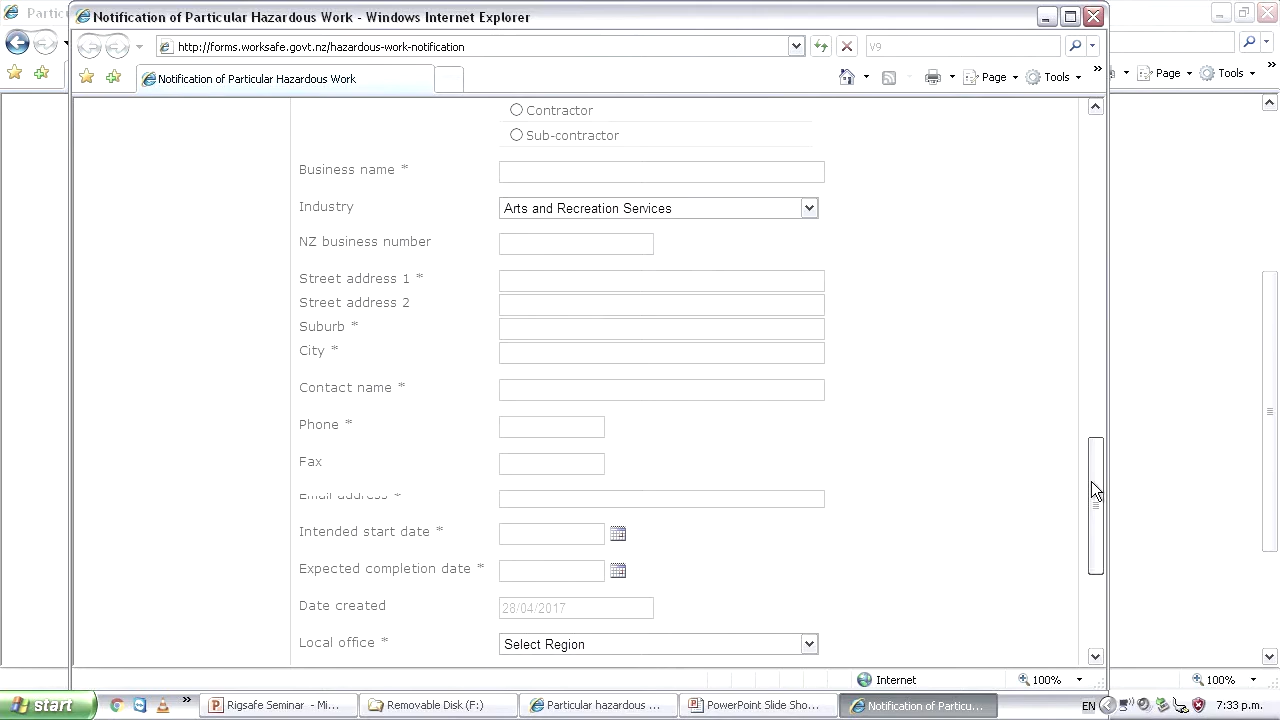 Partic
Notification of Particular Hazardous Work - Windows Internet Explorer
http://forms.worksafe.govt.nz/hazardous-work-notification
V9
Notification of Particular Hazardous Work
Page
Tools
Page
Tools
Contractor
Sub-contractor
Business name *
Industry
Arts and Recreation Services
NZ business number
Street address 1 *
Street address 2
Suburb *
City *
Contact name *
Phone *
Fax
Email address *
Intended start date *
Expected completion date *
Date created
28/04/2017
Local office *
Select Region
Internet
100%
100%
start
Rigsafe Seminar - Mi...
Removable Disk (F:)
Particular hazardous ...
PowerPoint Slide Sho...
Notification of Particu...
EN
7:33 p.m.